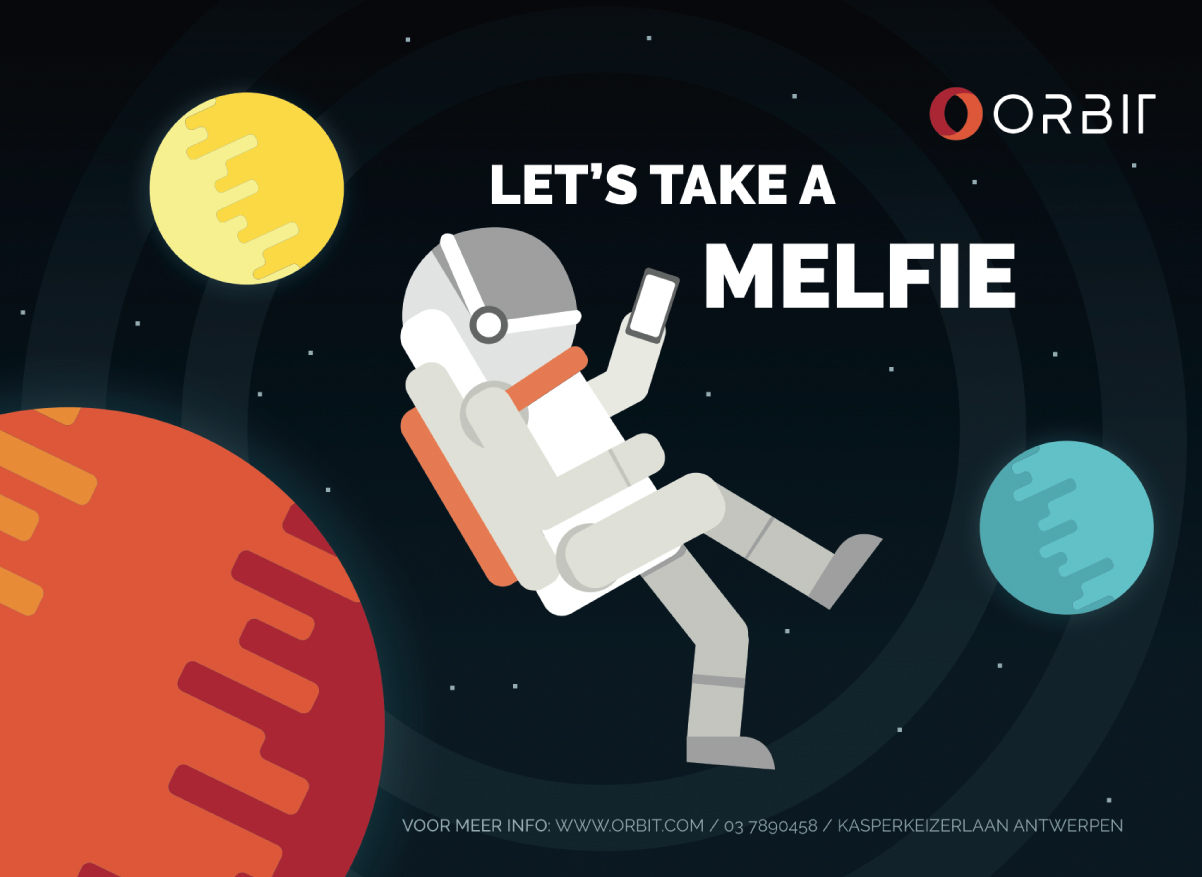 ORBIT
LET'S TAKE A
MELFIE
VOOR MEER INFO: WWW.ORBIT.COM / 03 7890458 / KASPERKEIZERLAAN ANTWERPEN